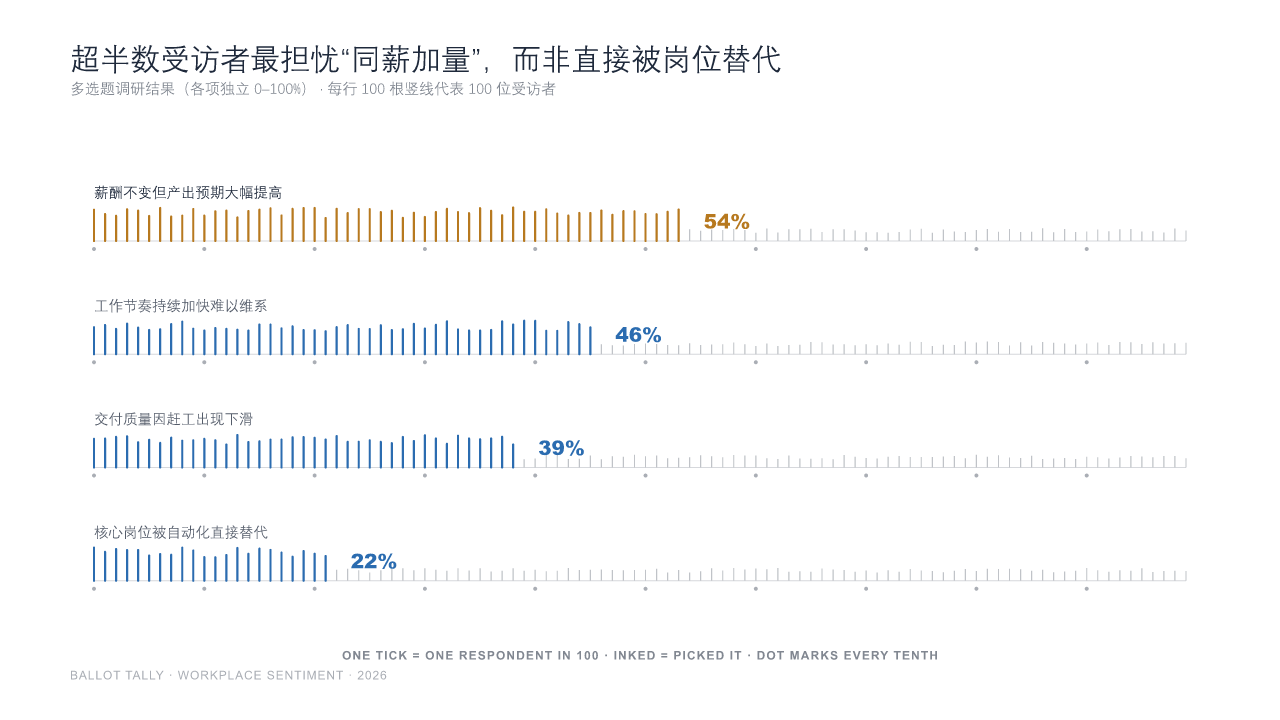 超半数受访者最担忧“同薪加量”，而非直接被岗位替代
多选题调研结果（各项独立 0–100%） · 每行 100 根竖线代表 100 位受访者
薪酬不变但产出预期大幅提高
54%
工作节奏持续加快难以维系
46%
交付质量因赶工出现下滑
39%
核心岗位被自动化直接替代
22%
ONE TICK = ONE RESPONDENT IN 100 · INKED = PICKED IT · DOT MARKS EVERY TENTH
BALLOT TALLY · WORKPLACE SENTIMENT · 2026